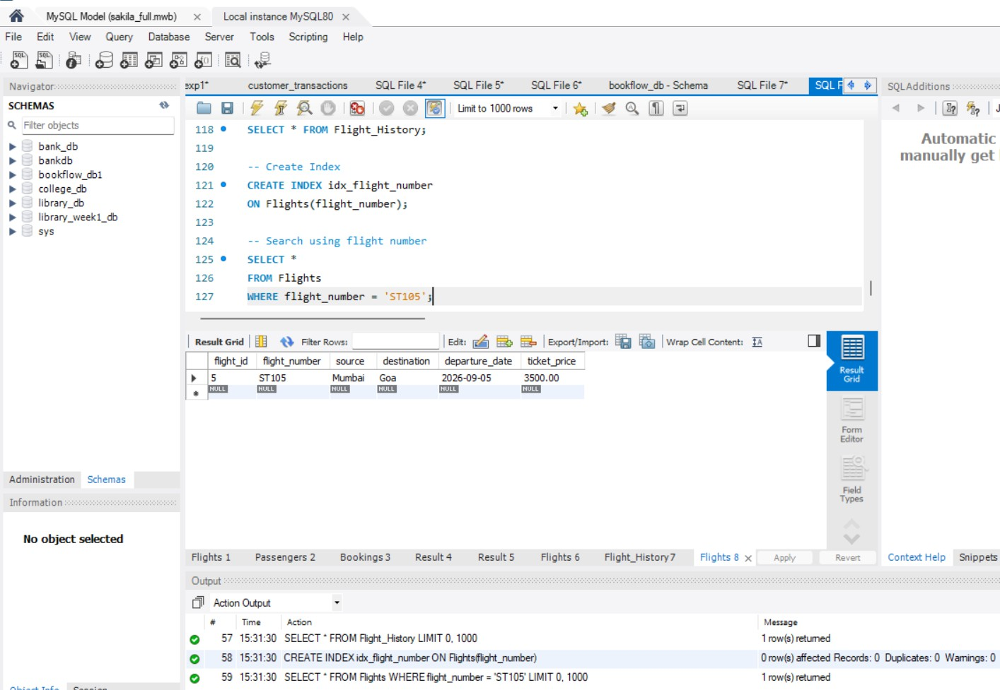 MySQL Model (sakila_full.mwb) Local instance MySQL80
File Edit View Query Database Server Tools Scripting Help
Navigator
SCHEMAS
Filter objects
bank_db
bankdb
bookflow_db1
college_db
library_db
library_week1_db
sys
Administration Schemas
Information
No object selected
Object Info Session
exp1* customer_transactions SQL File 4* SQL File 5* SQL File 6* bookflow_db - Schema SQL File 7* SQL F
Limit to 1000 rows
118 SELECT * FROM Flight_History;
119
120 -- Create Index
121 CREATE INDEX idx_flight_number
122 ON Flights(flight_number);
123
124 -- Search using flight number
125 SELECT *
126 FROM Flights
127 WHERE flight_number = 'ST105';
Result Grid Filter Rows: Edit: Export/Import: Wrap Cell Content:
flight_id flight_number source destination departure_date ticket_price
5 ST105 Mumbai Goa 2026-09-05 3500.00
NULL NULL NULL NULL NULL NULL
Result Grid
Form Editor
Field Types
Flights 1 Passengers 2 Bookings 3 Result 4 Result 5 Flights 6 Flight_History7 Flights 8 Apply Revert
Output
Action Output
# Time Action Message
57 15:31:30 SELECT * FROM Flight_History LIMIT 0, 1000 1 row(s) returned
58 15:31:30 CREATE INDEX idx_flight_number ON Flights(flight_number) 0 row(s) affected Records: 0 Duplicates: 0 Warnings: 0
59 15:31:30 SELECT * FROM Flights WHERE flight_number = 'ST105' LIMIT 0, 1000 1 row(s) returned
SQLAdditions
Automatic
manually get
Context Help Snippets